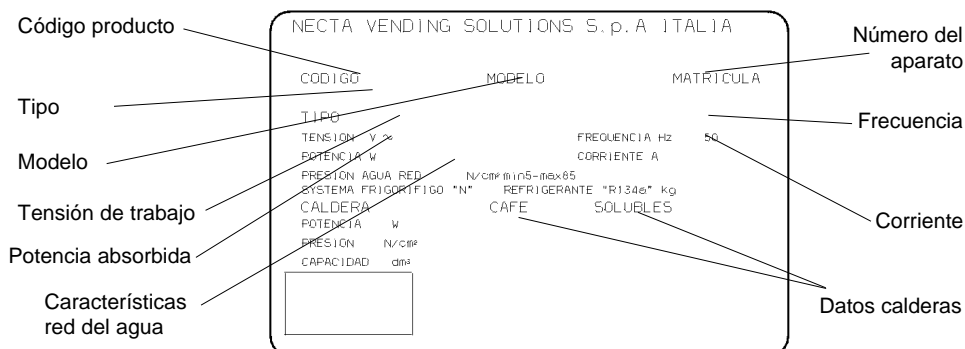 Código producto
Tipo
Modelo
Tensión de trabajo
Potencia absorbida
Características
red del agua
NECTA VENDING SOLUTIONS S.p.A ITALIA
CODIGO MODELO MATRICULA
TIPO
TENSION V ~ FREQUENCIA Hz 50
POTENCIA W CORRIENTE A
PRESION AGUA RED N/cm² min5-max85
SYSTEMA FRIGORIFIGO "N" REFRIGERANTE "R134a" Kg
CALDERA CAFE SOLUBLES
POTENCIA W
PRESION N/cm²
CAPACIDAD dm³
Número del
aparato
Frecuencia
Corriente
Datos calderas